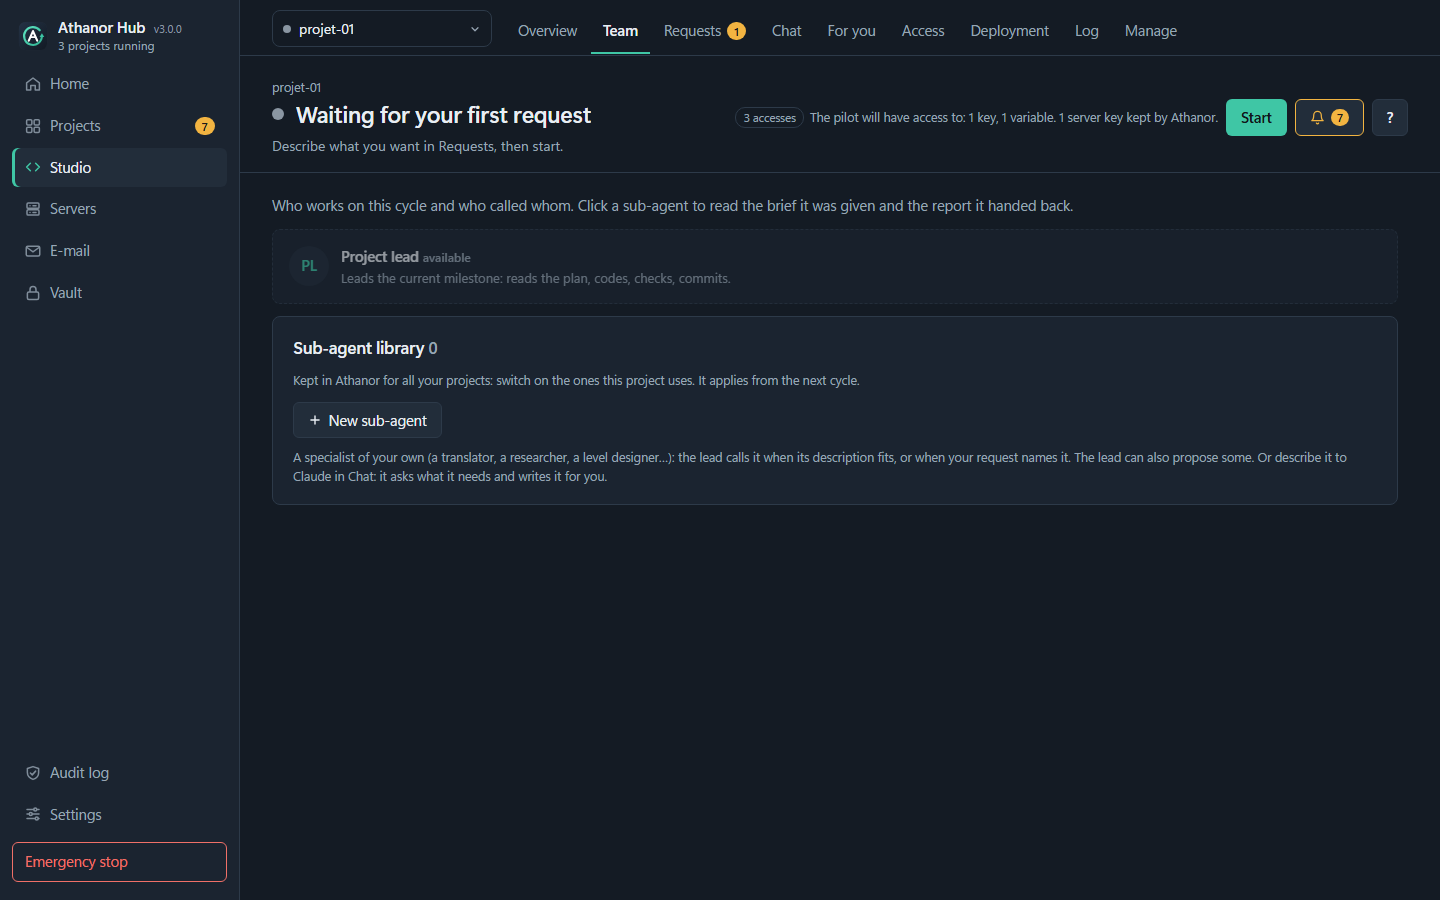 Athanor Hub v3.0.0
3 projects running
Home
Projects 7
Studio
Servers
E-mail
Vault
Audit log
Settings
Emergency stop
projet-01
Overview Team Requests 1 Chat For you Access Deployment Log Manage
projet-01
Waiting for your first request
Describe what you want in Requests, then start.
3 accesses The pilot will have access to: 1 key, 1 variable. 1 server key kept by Athanor. Start 7 ?
Who works on this cycle and who called whom. Click a sub-agent to read the brief it was given and the report it handed back.
PL
Project lead available
Leads the current milestone: reads the plan, codes, checks, commits.
Sub-agent library 0
Kept in Athanor for all your projects: switch on the ones this project uses. It applies from the next cycle.
+ New sub-agent
A specialist of your own (a translator, a researcher, a level designer...): the lead calls it when its description fits, or when your request names it. The lead can also propose some. Or describe it to
Claude in Chat: it asks what it needs and writes it for you.